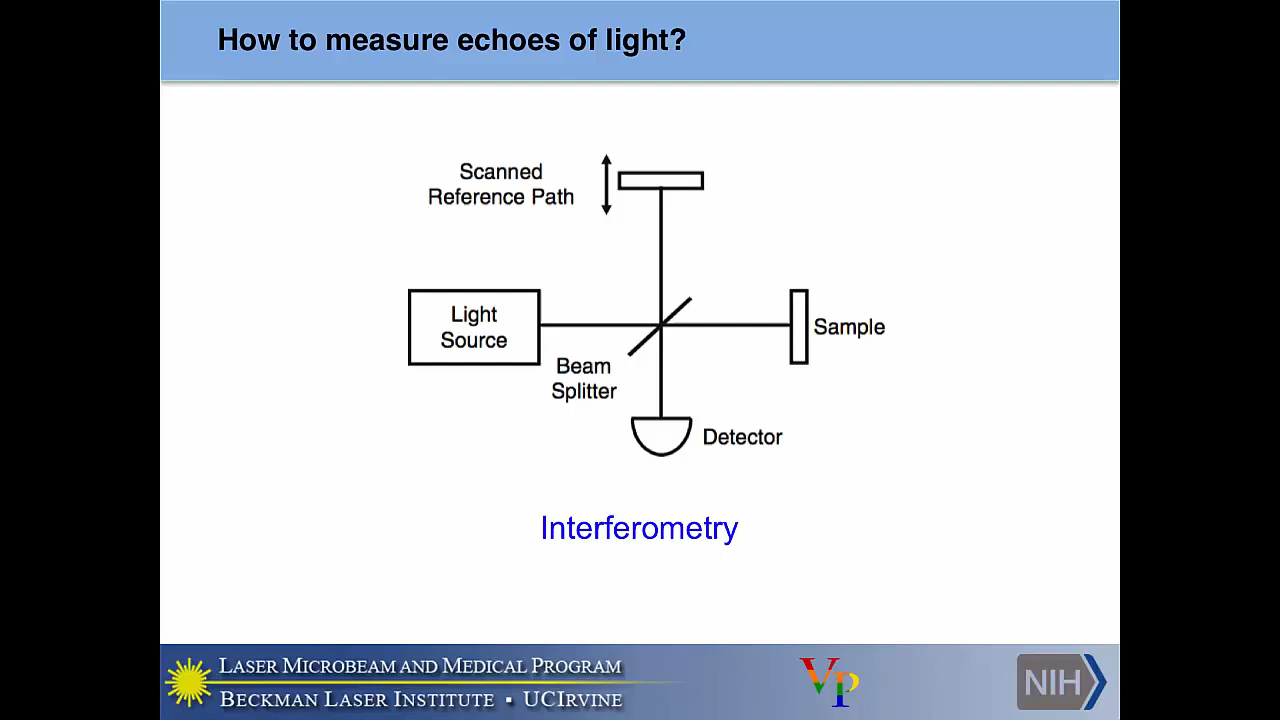 How to measure echoes of light?
Scanned
Reference Path
Light
Source
Beam
Splitter
Sample
Detector
Interferometry
LASER MICROBEAM AND MEDICAL PROGRAM
BECKMAN LASER INSTITUTE ▪ UCIRVINE
VP
NIH